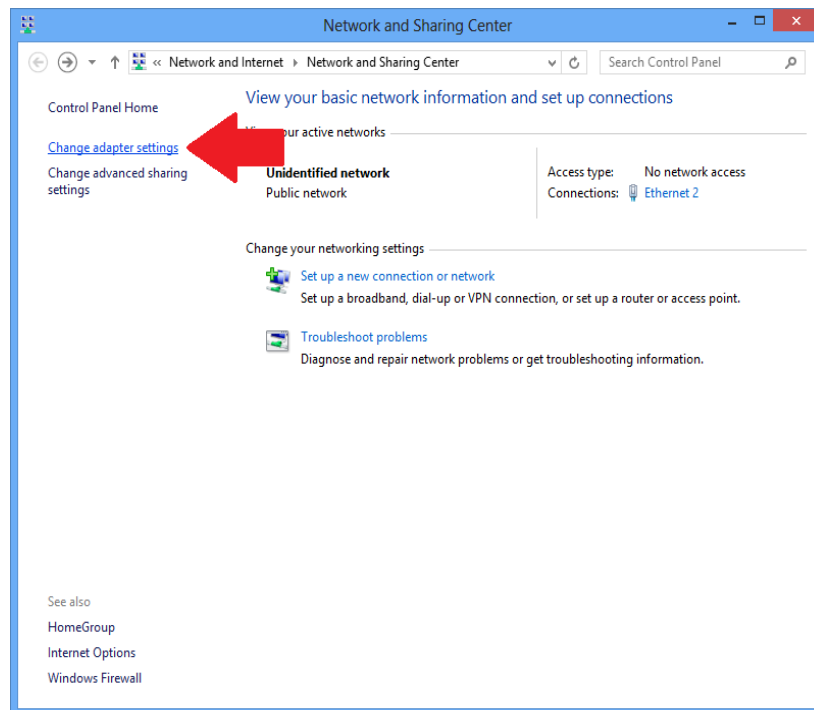 Network and Sharing Center
« Network and Internet ▸ Network and Sharing Center
Search Control Panel
Control Panel Home
Change adapter settings
Change advanced sharing
settings
View your basic network information and set up connections
your active networks
Unidentified network
Public network
Access type: No network access
Connections: Ethernet 2
Change your networking settings
Set up a new connection or network
Set up a broadband, dial-up or VPN connection, or set up a router or access point.
Troubleshoot problems
Diagnose and repair network problems or get troubleshooting information.
See also
HomeGroup
Internet Options
Windows Firewall